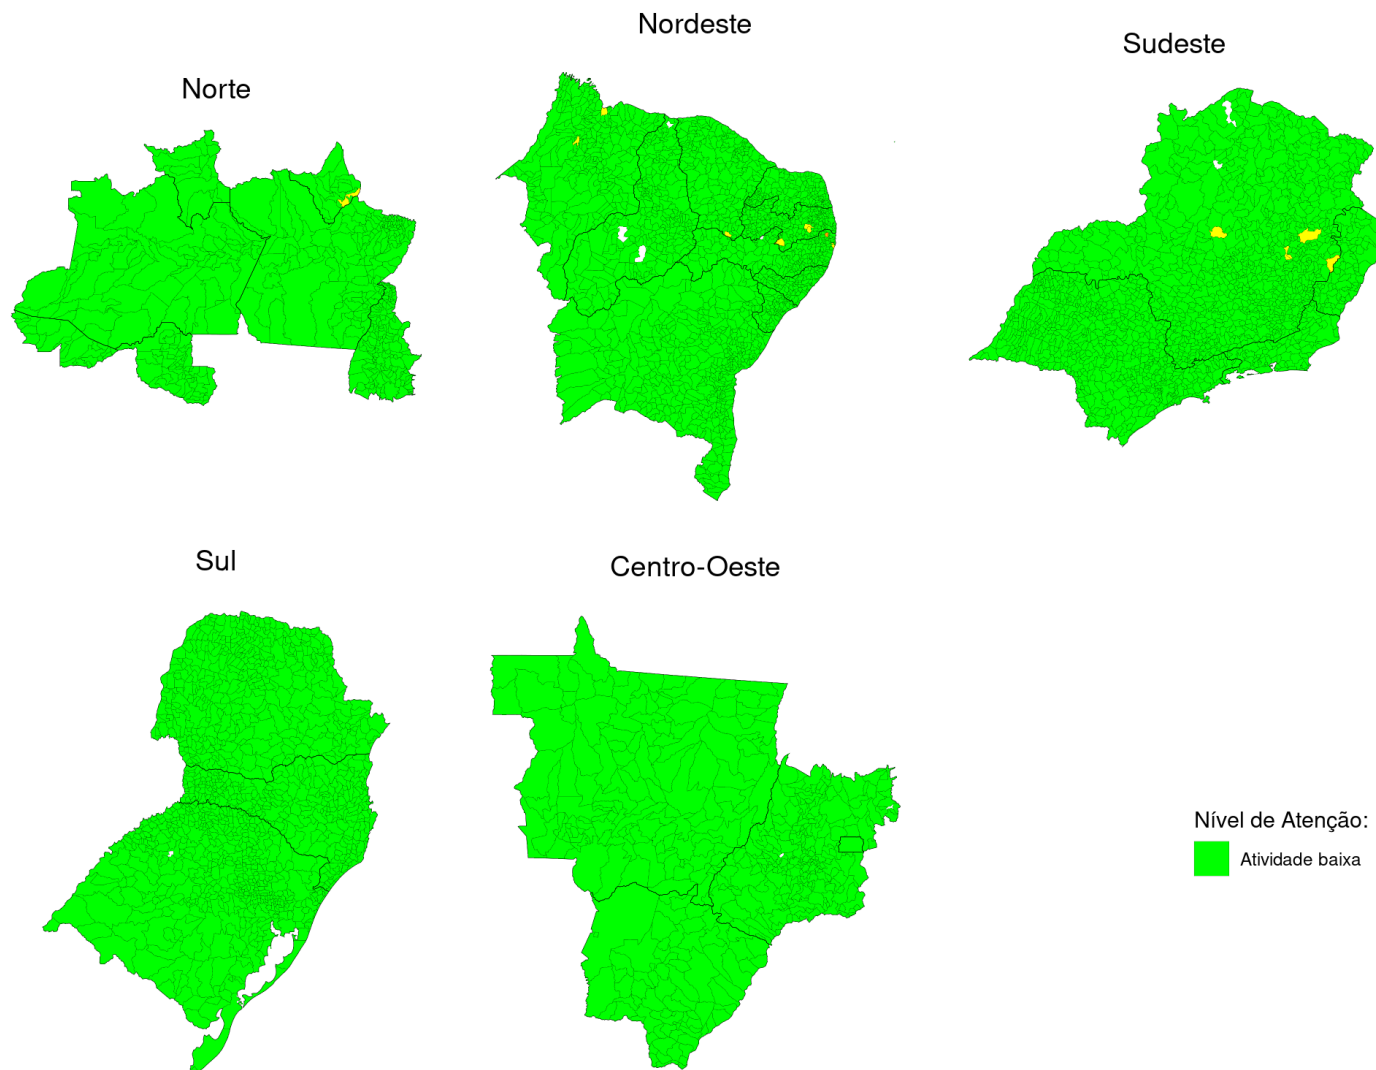 Nordeste
Sudeste
Norte
Sul
Centro-Oeste
Nível de Atenção:
Atividade baixa